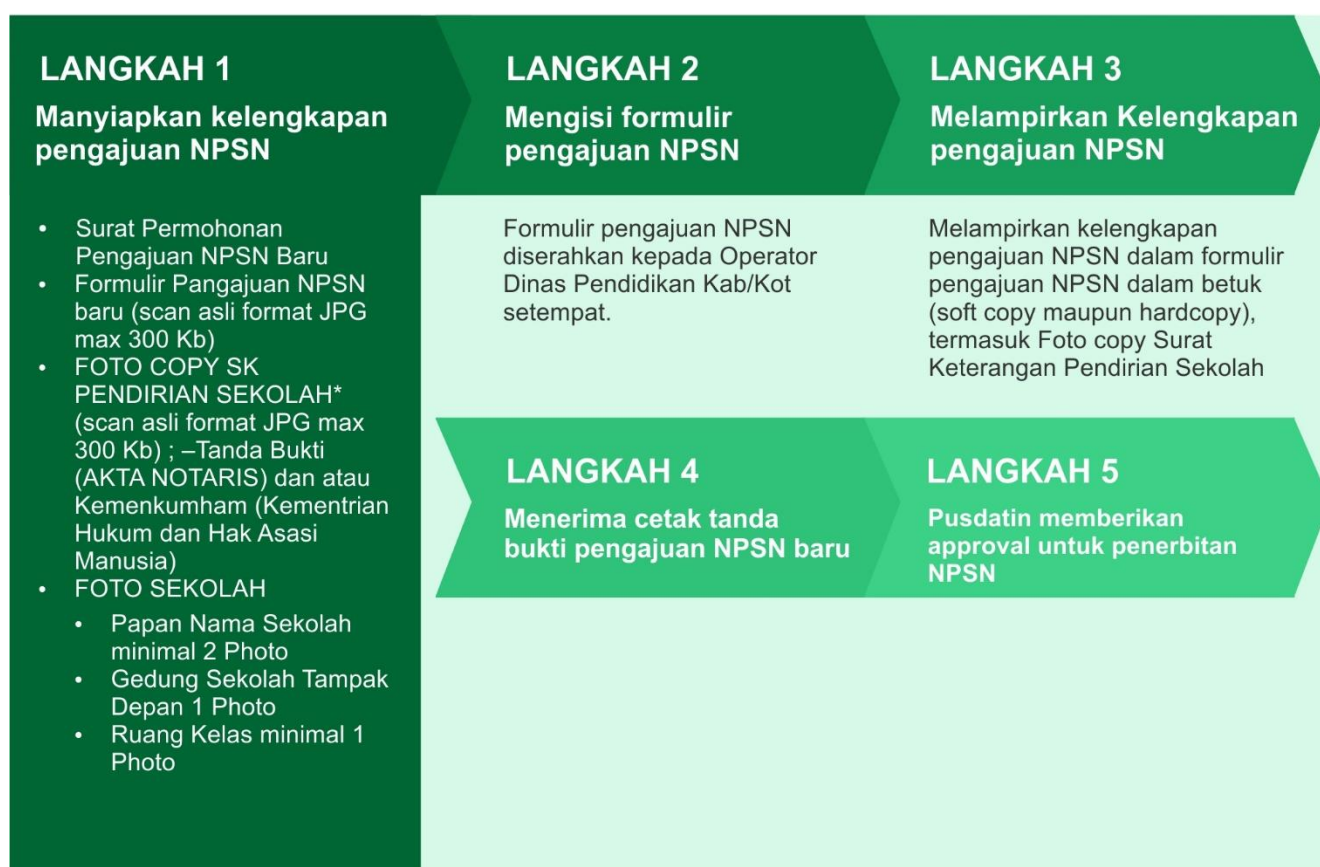 LANGKAH 1
Manyiapkan kelengkapan
pengajuan NPSN
• Surat Permohonan
Pengajuan NPSN Baru
• Formulir Pangajuan NPSN
baru (scan asli format JPG
max 300 Kb)
• FOTO COPY SK
PENDIRIAN SEKOLAH*
(scan asli format JPG max
300 Kb) ; –Tanda Bukti
(AKTA NOTARIS) dan atau
Kemenkumham (Kementrian
Hukum dan Hak Asasi
Manusia)
• FOTO SEKOLAH
• Papan Nama Sekolah
minimal 2 Photo
• Gedung Sekolah Tampak
Depan 1 Photo
• Ruang Kelas minimal 1
Photo
LANGKAH 2
Mengisi formulir
pengajuan NPSN
Formulir pengajuan NPSN
diserahkan kepada Operator
Dinas Pendidikan Kab/Kot
setempat.
LANGKAH 3
Melampirkan Kelengkapan
pengajuan NPSN
Melampirkan kelengkapan
pengajuan NPSN dalam formulir
pengajuan NPSN dalam betuk
(soft copy maupun hardcopy),
termasuk Foto copy Surat
Keterangan Pendirian Sekolah
LANGKAH 4
Menerima cetak tanda
bukti pengajuan NPSN baru
LANGKAH 5
Pusdatin memberikan
approval untuk penerbitan
NPSN